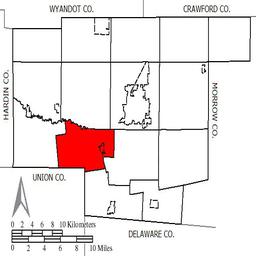 WYANDOT CO.
CRAWFORD CO.
HARDIN CO.
MORROW CO.
UNION CO.
0 2 4 6 8 10 Kilometers
0 2 4 6 8 10 Miles
DELAWARE CO.